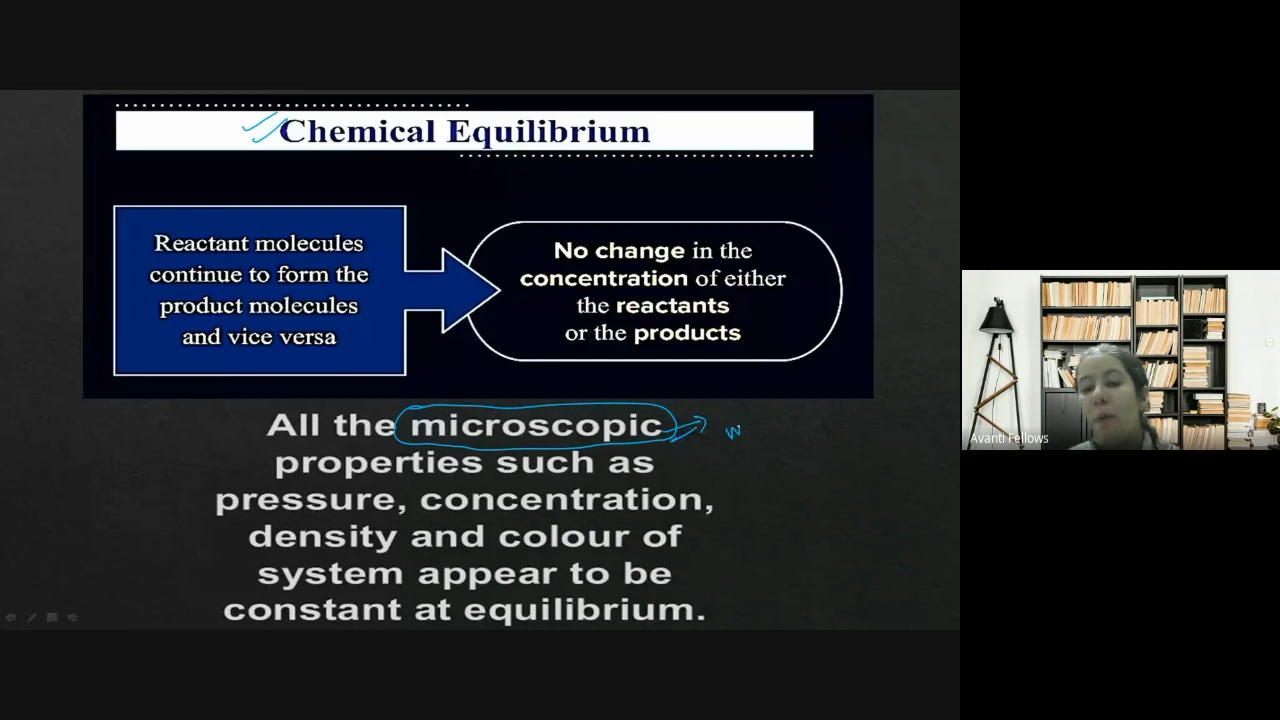 Chemical Equilibrium
Reactant molecules
continue to form the
product molecules
and vice versa
No change in the
concentration of either
the reactants
or the products
All the microscopic
properties such as
pressure, concentration,
density and colour of
system appear to be
constant at equilibrium.
Avanti Fellows